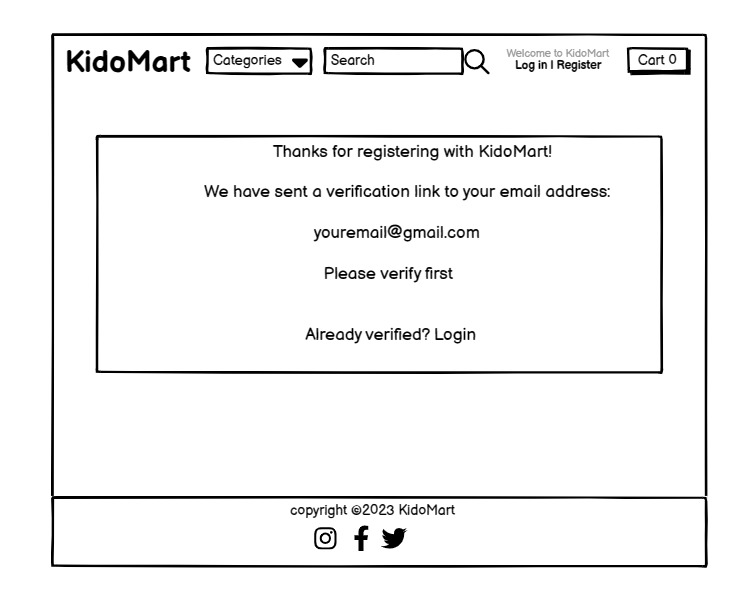 KidoMart
Categories
Search
Welcome to KidoMart
Log in | Register
Cart 0
Thanks for registering with KidoMart!
We have sent a verification link to your email address:
youremail@gmail.com
Please verify first
Already verified? Login
copyright ©2023 KidoMart